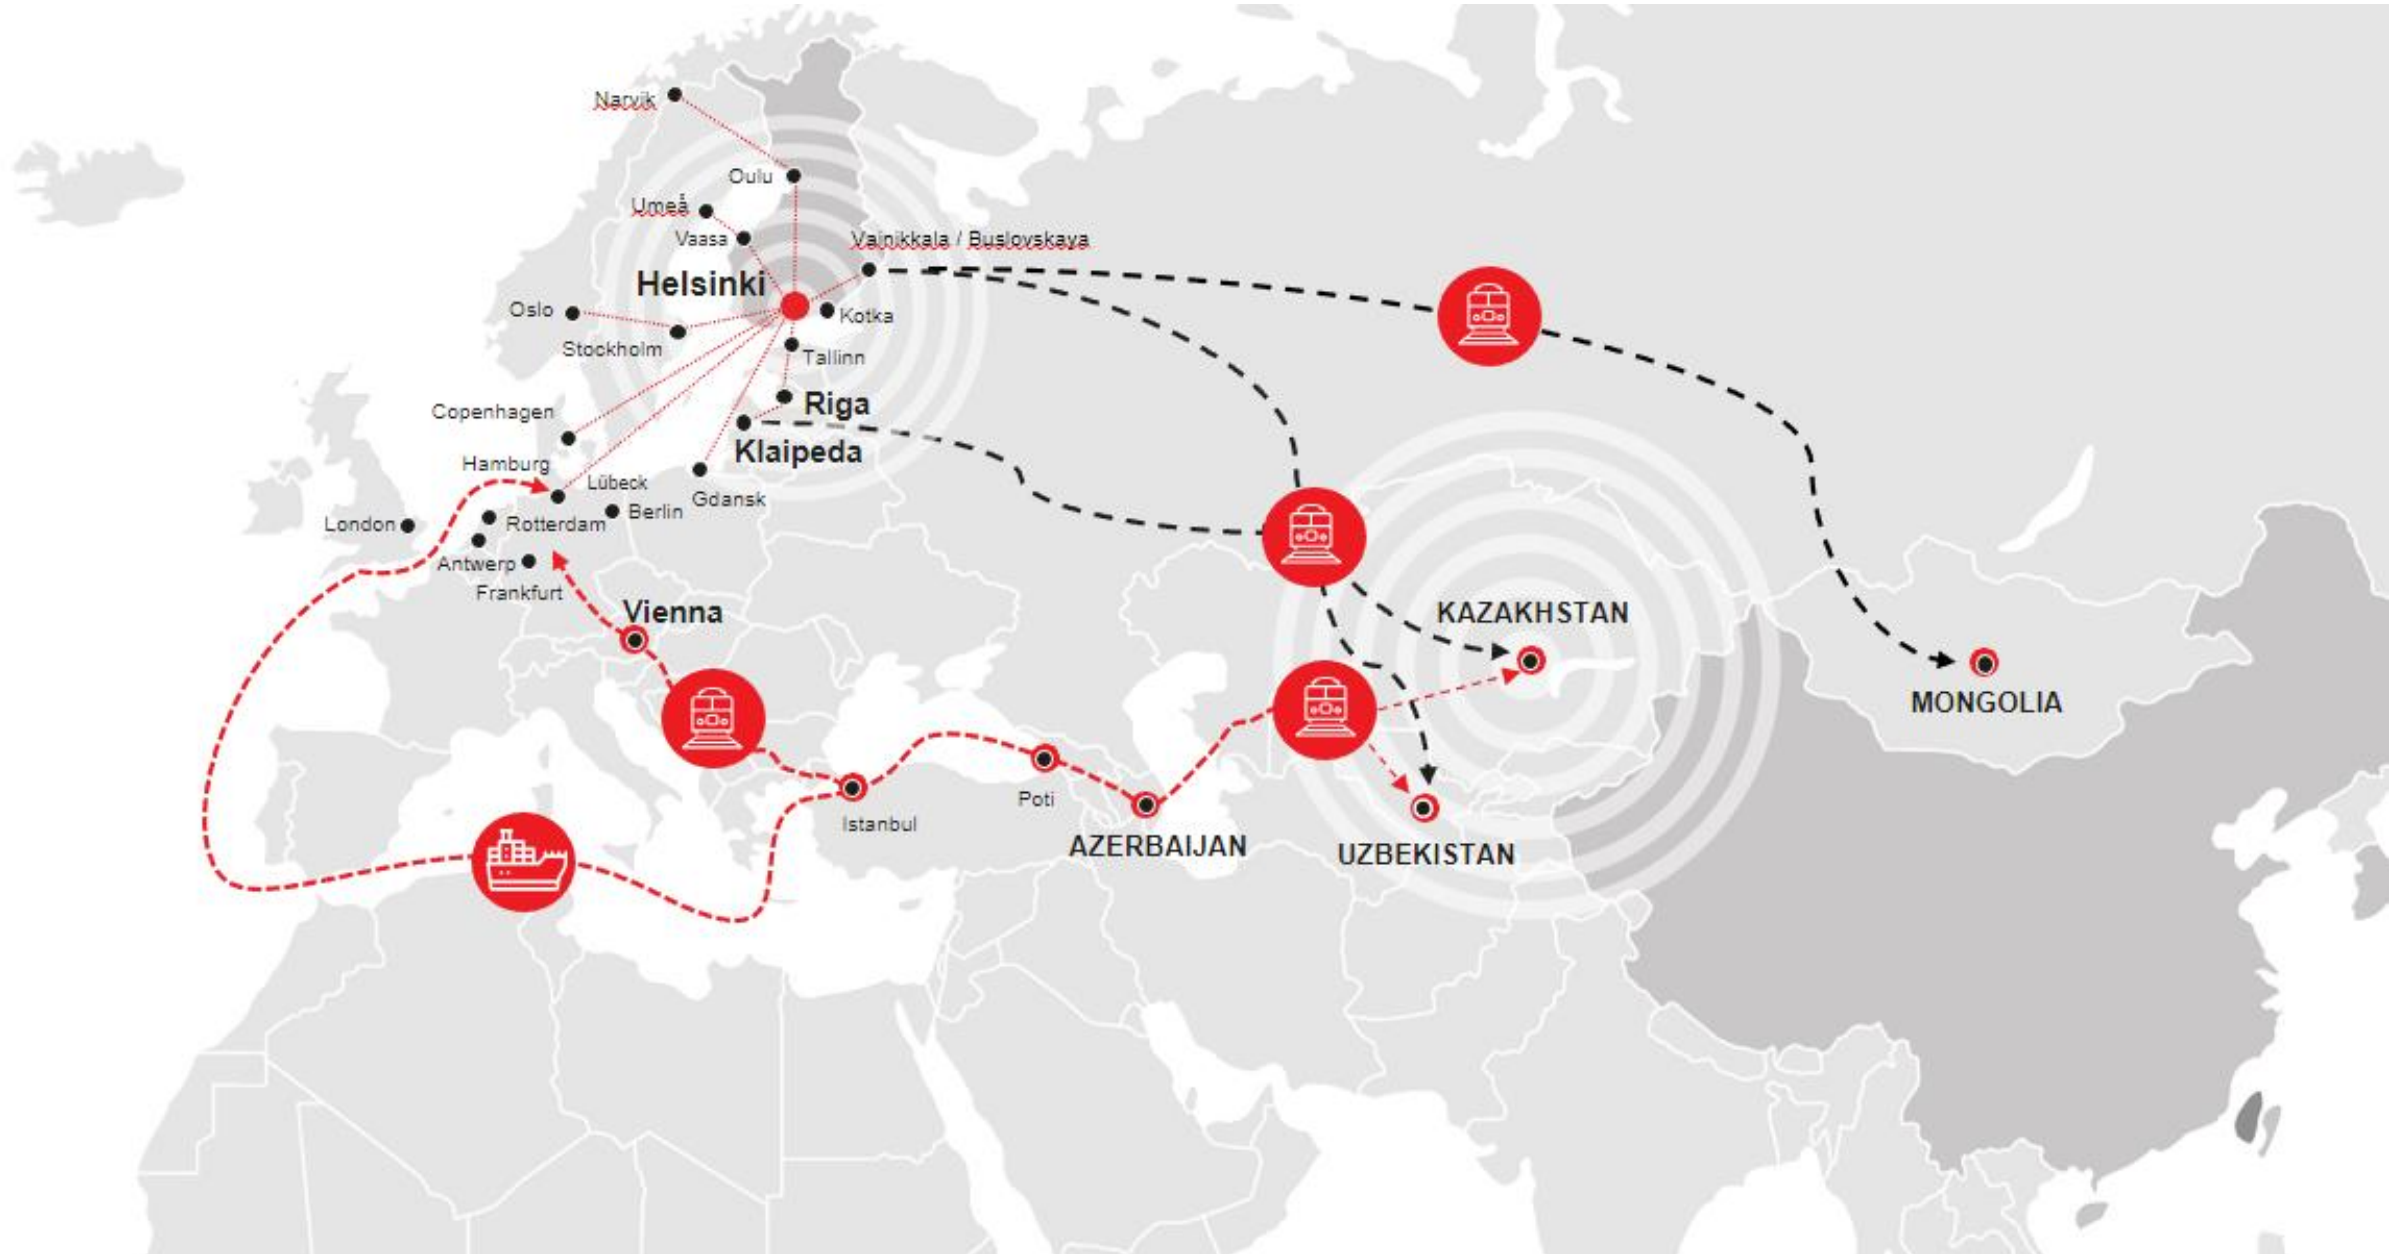 Narvik
Oulu
Umeå
Vaasa
Vainikkala / Buslovskaya
Helsinki
Oslo
Kotka
Stockholm
Tallinn
Copenhagen
Riga
Klaipeda
Hamburg
Lübeck
Gdansk
Berlin
London
Rotterdam
Antwerp
Frankfurt
Vienna
KAZAKHSTAN
MONGOLIA
Poti
Istanbul
AZERBAIJAN
UZBEKISTAN